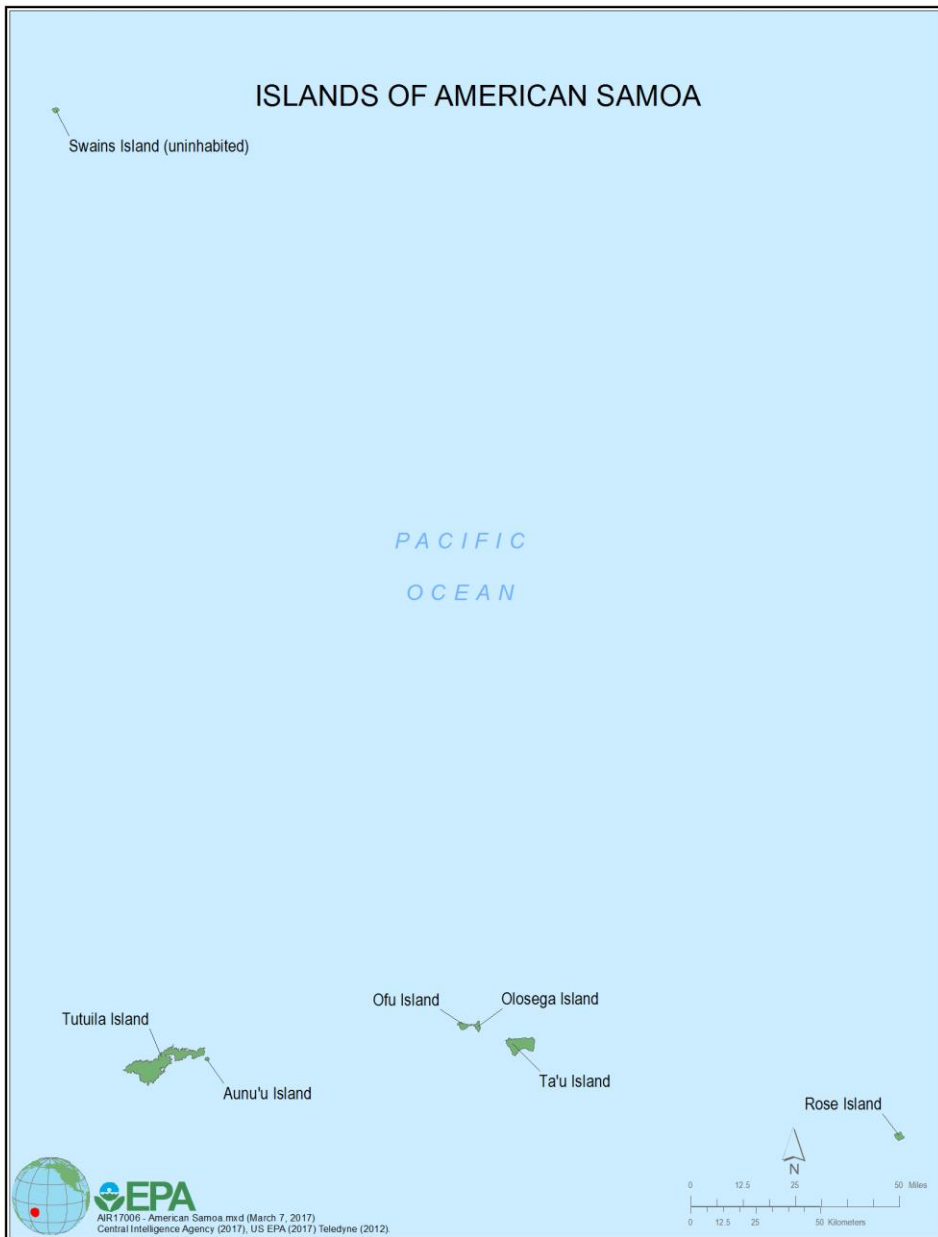 ISLANDS OF AMERICAN SAMOA
Swains Island (uninhabited)
PACIFIC
OCEAN
Ofu Island
Olosega Island
Tutuila Island
Ta'u Island
Aunu'u Island
Rose Island
N
0 12.5 25 50 Miles
0 12.5 25 50 Kilometers
EPA
AIR17006 - American Samoa.mxd (March 7, 2017)
Central Intelligence Agency (2017), US EPA (2017) Teledyne (2012).